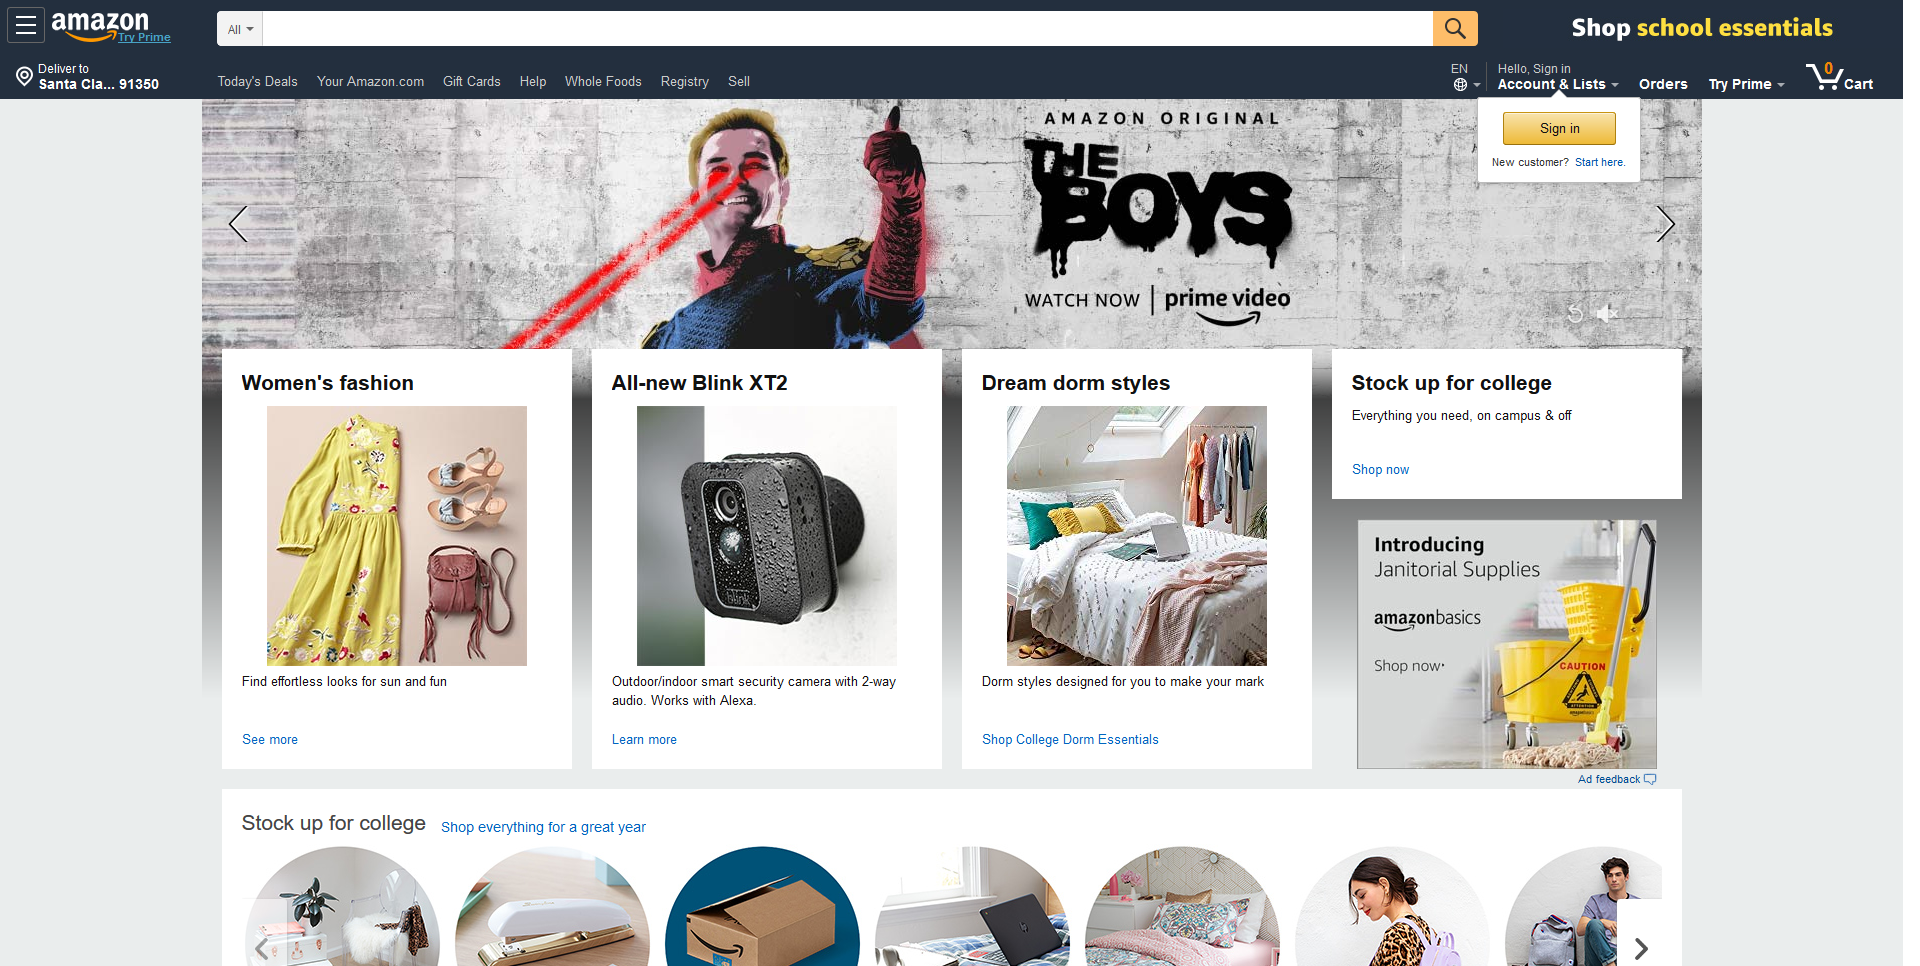 amazon
Try Prime
All
Shop school essentials
Deliver to
Santa Cla... 91350
Today's Deals
Your Amazon.com
Gift Cards
Help
Whole Foods
Registry
Sell
EN
Hello, Sign in
Account & Lists
Orders
Try Prime
0
Cart
Sign in
New customer? Start here.
AMAZON ORIGINAL
THE
BOYS
WATCH NOW | prime video
Women's fashion
Find effortless looks for sun and fun
See more
All-new Blink XT2
blink
Outdoor/indoor smart security camera with 2-way
audio. Works with Alexa.
Learn more
Dream dorm styles
Dorm styles designed for you to make your mark
Shop College Dorm Essentials
Stock up for college
Everything you need, on campus & off
Shop now
Introducing
Janitorial Supplies
amazonbasics
Shop now
CAUTION
ATTENTION
amazonbasics
Ad feedback
Stock up for college
Shop everything for a great year